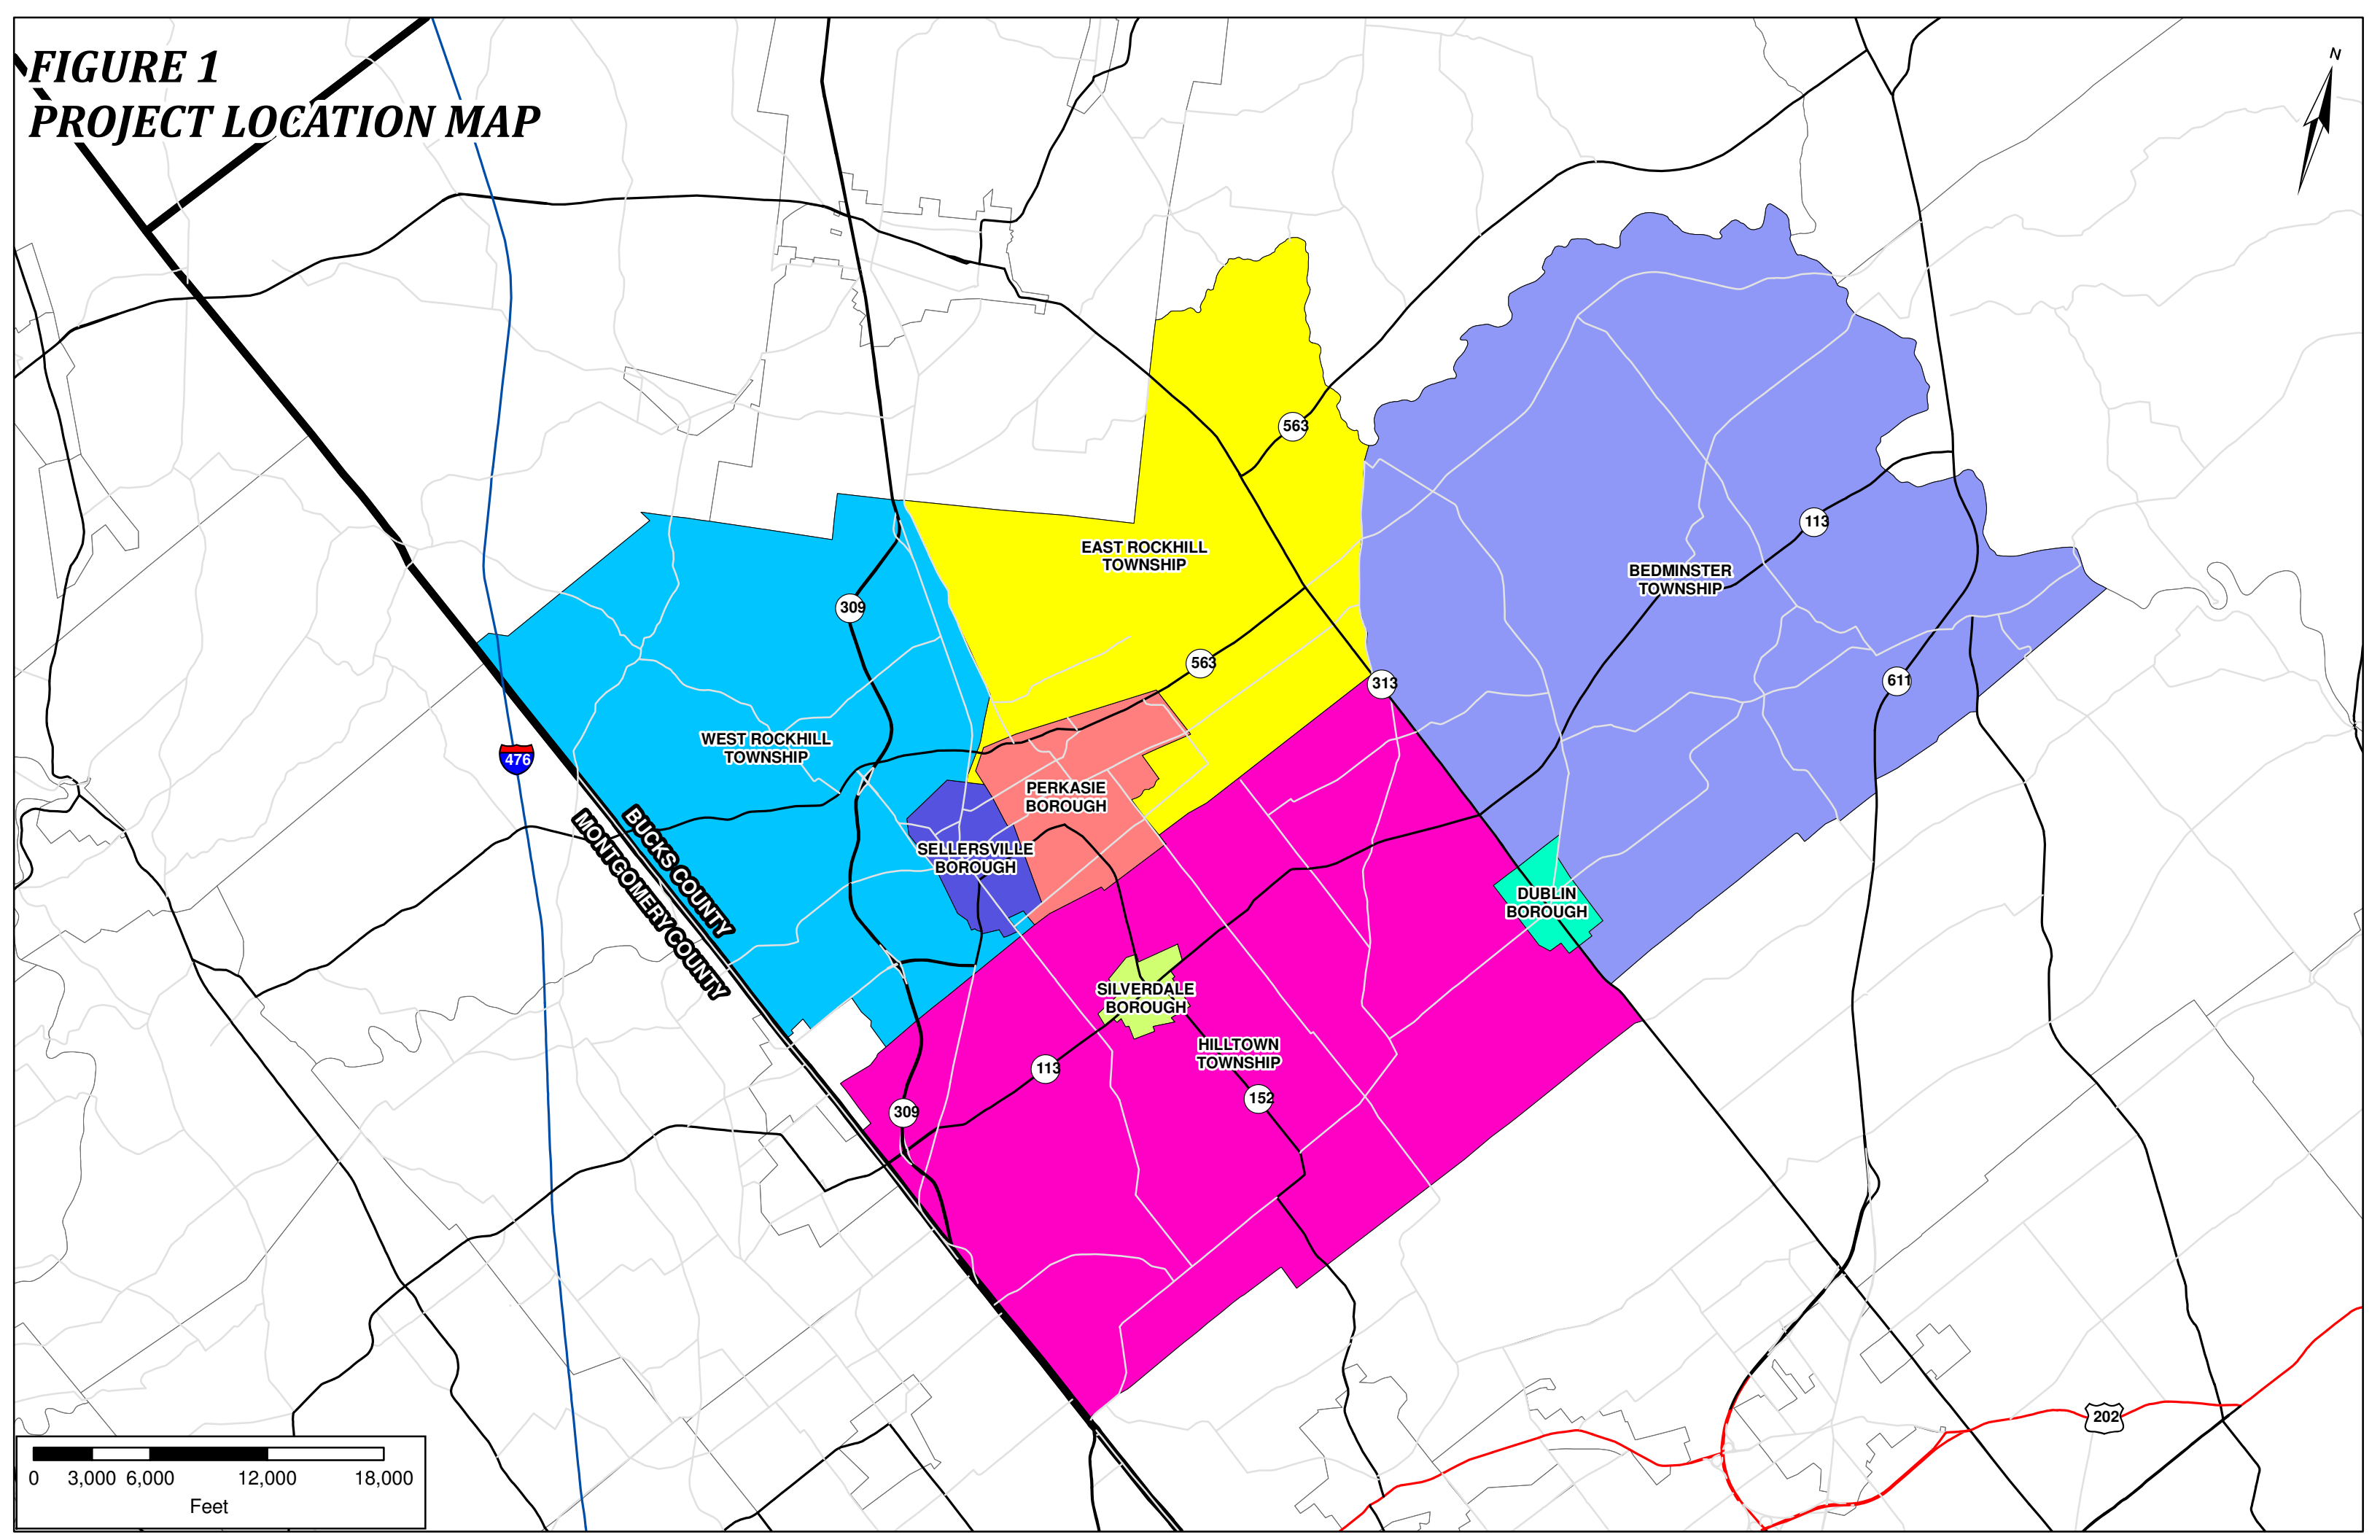 FIGURE 1
PROJECT LOCATION MAP
N
563
113
EAST ROCKHILL
TOWNSHIP
BEDMINSTER
TOWNSHIP
309
563
313
611
WEST ROCKHILL
TOWNSHIP
476
PERKASIE
BOROUGH
BUCKS COUNTY
MONTGOMERY COUNTY
SELLERSVILLE
BOROUGH
DUBLIN
BOROUGH
SILVERDALE
BOROUGH
HILLTOWN
TOWNSHIP
113
152
309
202
0 3,000 6,000 12,000 18,000
Feet